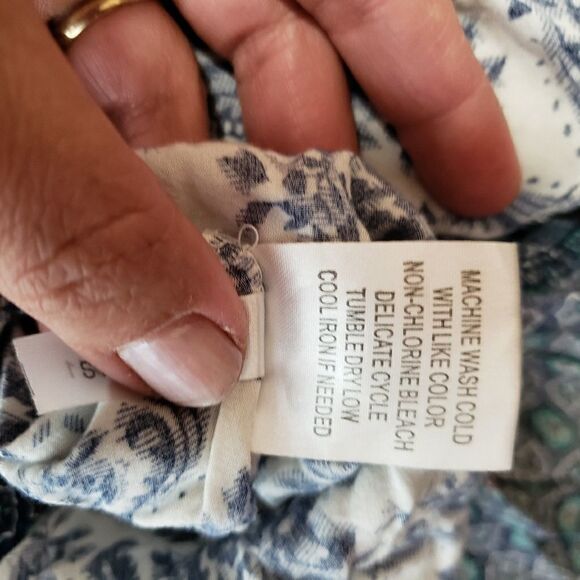 MACHINE WASH COLD
WITH LIKE COLOR
NON-CHLORINE BLEACH
DELICATE CYCLE
TUMBLE DRY LOW
COOL IRON IF NEEDED
S